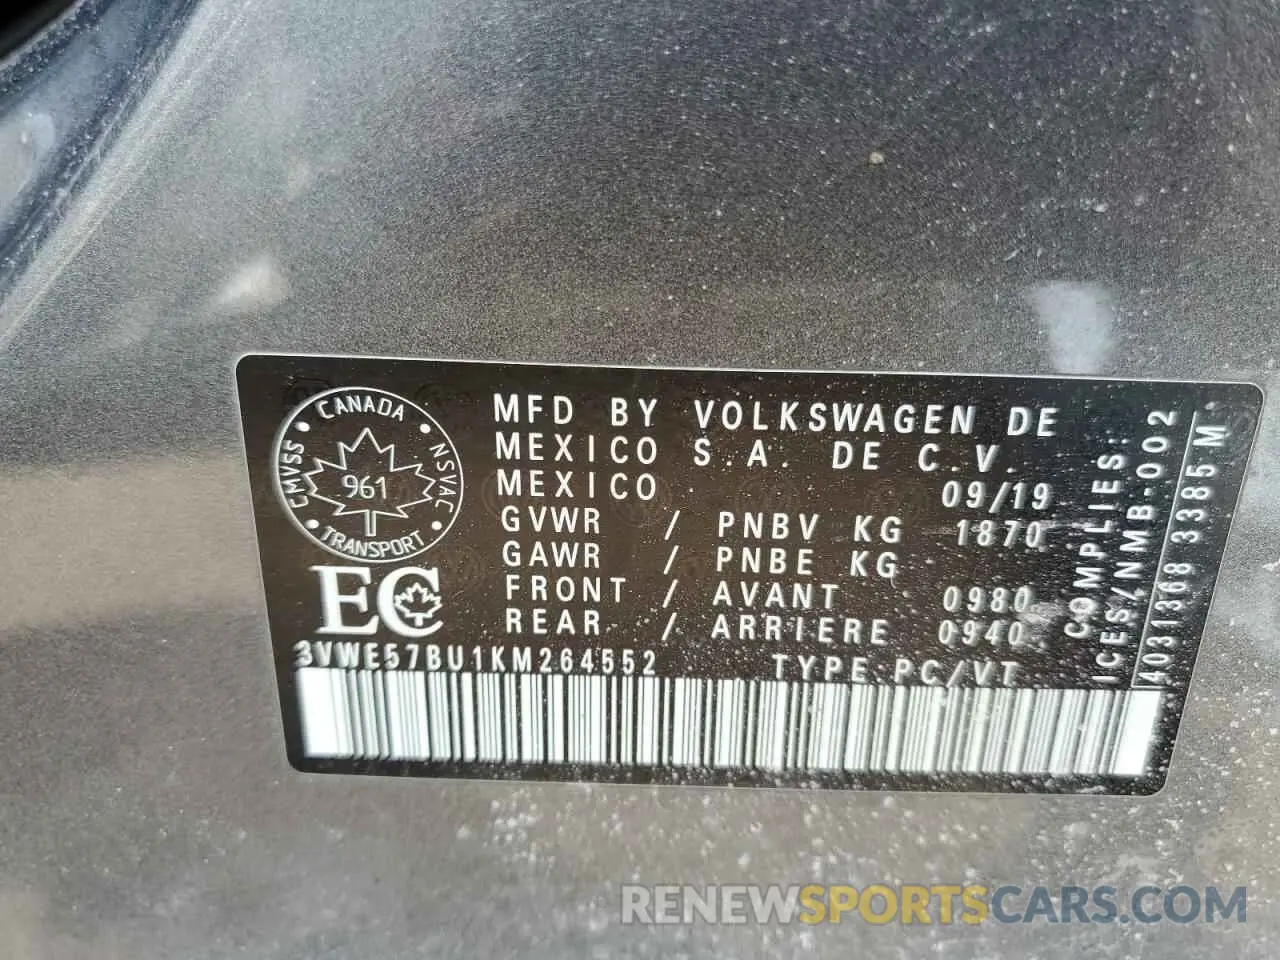 CANADA
CMVSS
NSVAC
961
TRANSPORT
EC
MFD BY VOLKSWAGEN DE
MEXICO S.A. DE C.V.
MEXICO 09/19
GVWR / PNBV KG 1870
GAWR / PNBE KG
FRONT / AVANT 0980
REAR / ARRIERE 0940
3VWE57BU1KM264552 TYPE:PC/VT
COMPLIES:
ICES/NMB-002
4031368 3385 M
RENEWSPORTSCARS.COM